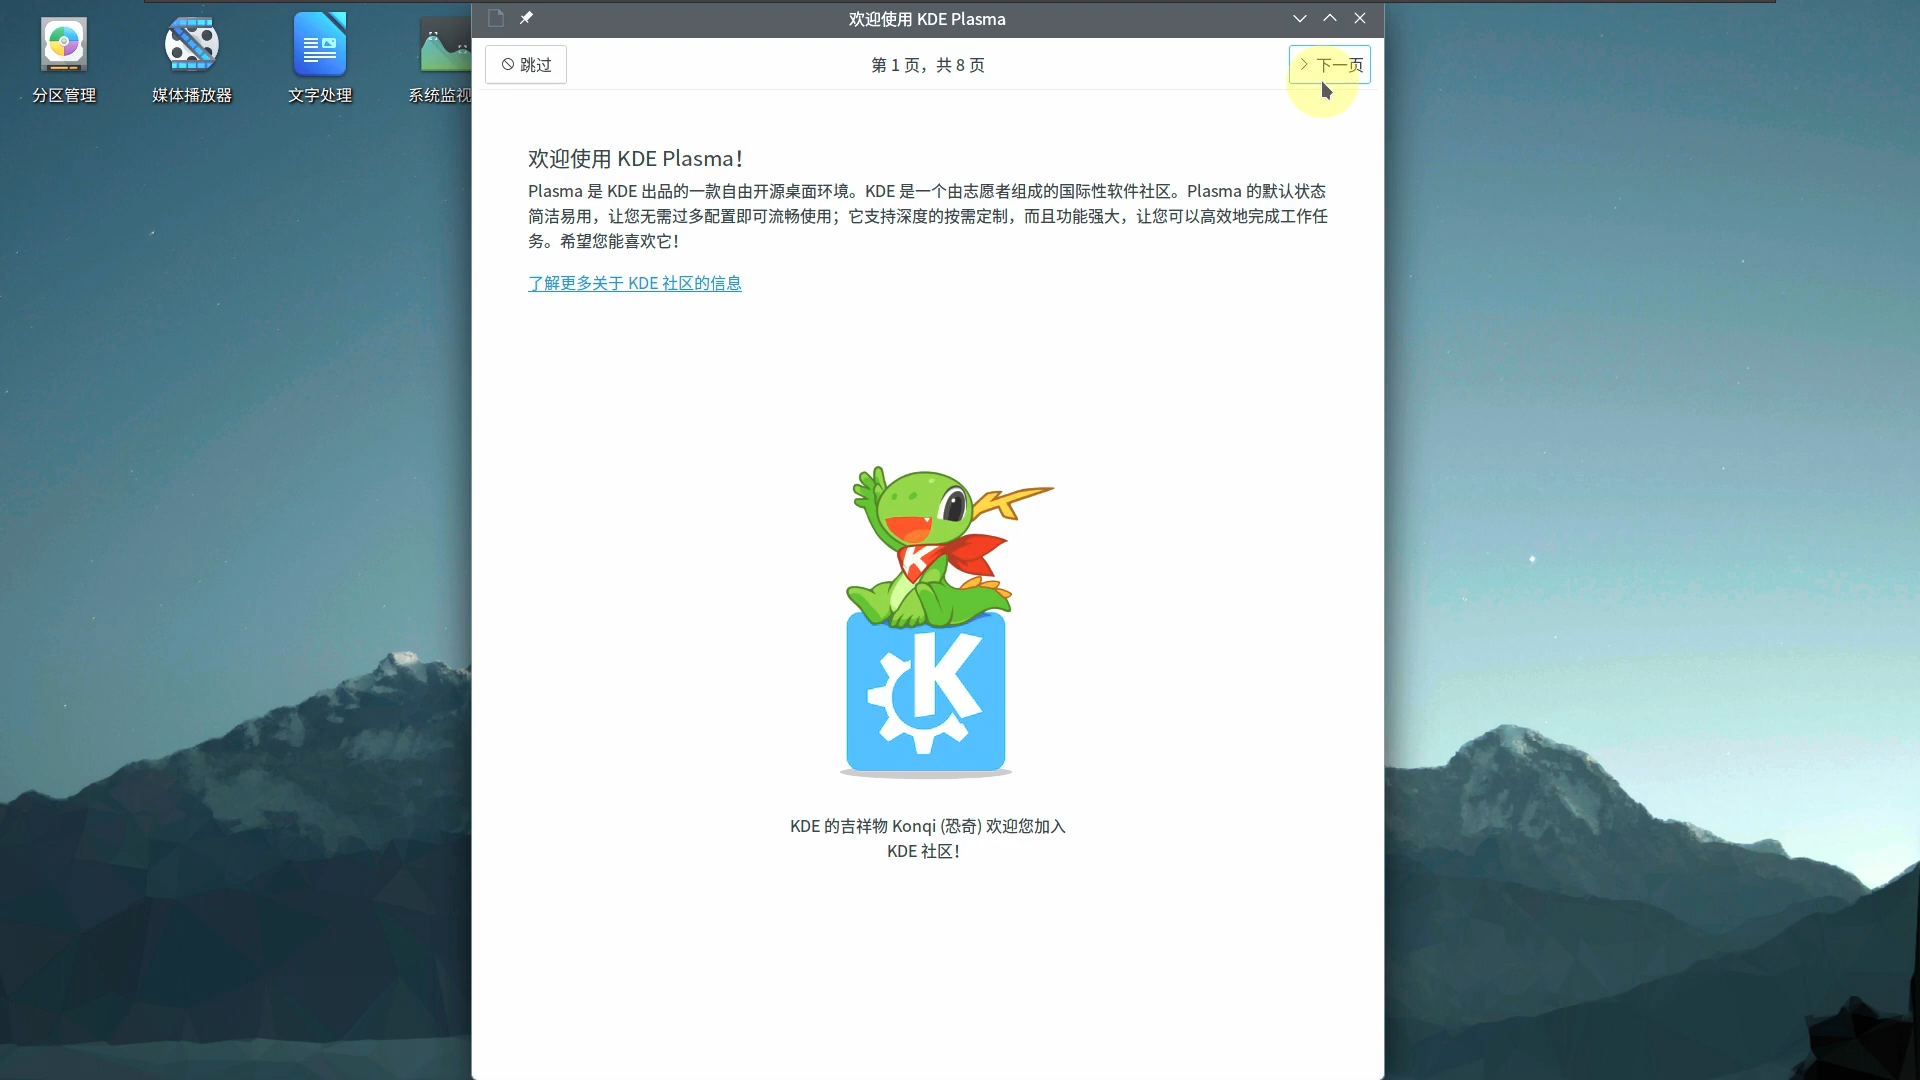 欢迎使用 KDE Plasma
跳过
第 1 页，共 8 页
下一页
分区管理
媒体播放器
文字处理
系统监视
欢迎使用 KDE Plasma！
Plasma 是 KDE 出品的一款自由开源桌面环境。KDE 是一个由志愿者组成的国际性软件社区。Plasma 的默认状态
简洁易用，让您无需过多配置即可流畅使用；它支持深度的按需定制，而且功能强大，让您可以高效地完成工作任
务。希望您能喜欢它！
了解更多关于 KDE 社区的信息
K
K
KDE 的吉祥物 Konqi (恐奇) 欢迎您加入
KDE 社区！